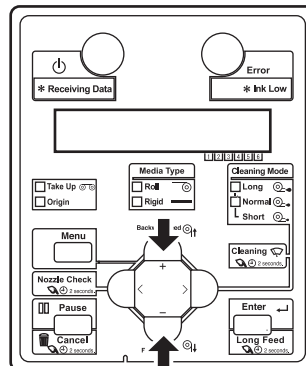 Error
* Receiving Data
* Ink Low
1 2 3 4 5 6
Media Type
Cleaning Mode
Take Up
Roll
Long
Origin
Rigid
Normal
Short
Menu
Cleaning
2 seconds
+
Nozzle Check
2 seconds
< >
Pause
Enter
−
Cancel
2 seconds
Long Feed
2 seconds